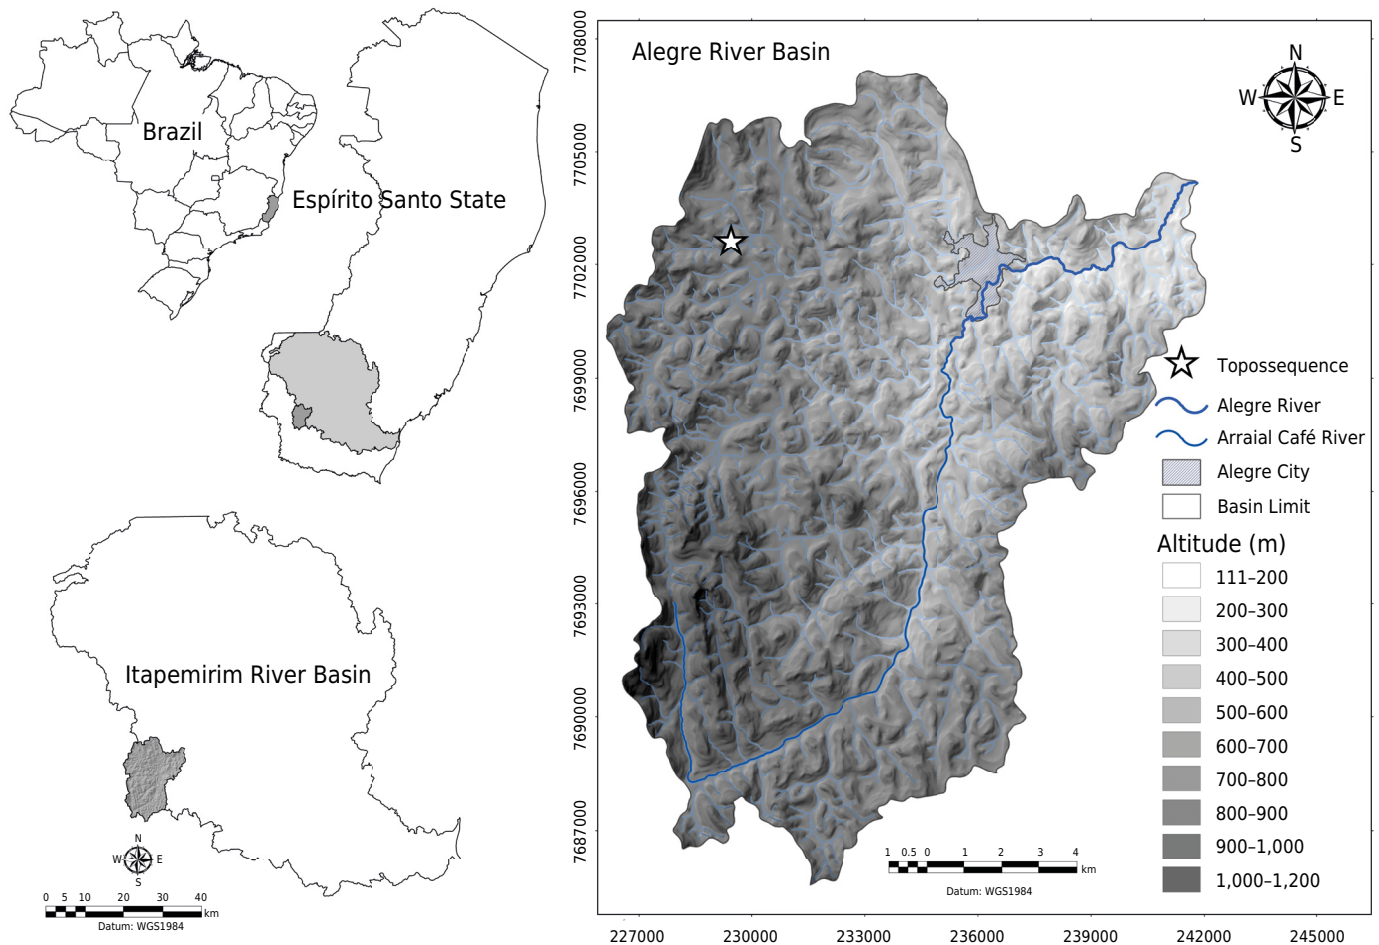 Brazil
Espírito Santo State
Itapemirim River Basin
N
W E
S
0 5 10 20 30 40
km
Datum: WGS1984
Alegre River Basin
N
W E
S
7708000
7705000
7702000
7699000
7696000
7693000
7690000
7687000
Topossequence
Alegre River
Arraial Café River
Alegre City
Basin Limit
Altitude (m)
111–200
200–300
300–400
400–500
500–600
600–700
700–800
800–900
900–1,000
1,000–1,200
1 0.5 0 1 2 3 4
km
Datum: WGS1984
227000 230000 233000 236000 239000 242000 245000